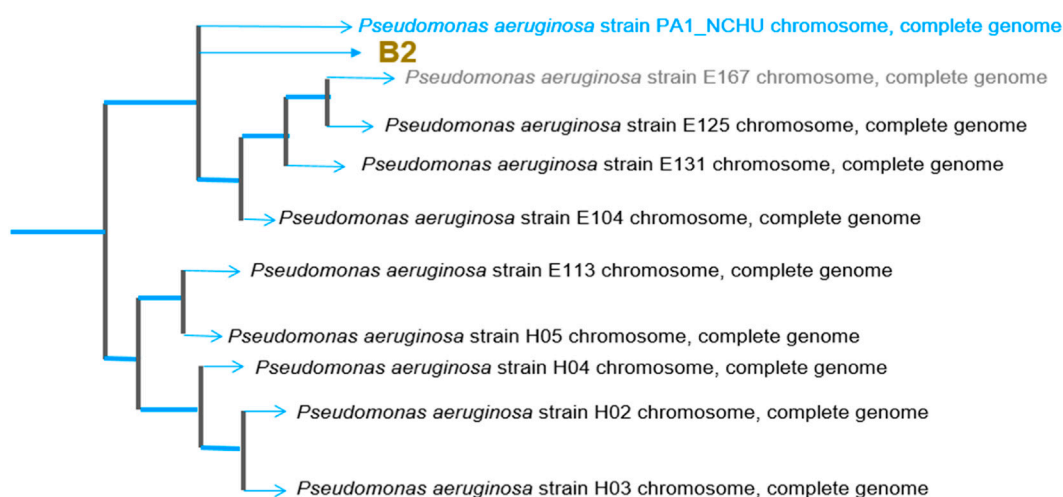 Pseudomonas aeruginosa strain PA1_NCHU chromosome, complete genome
B2
Pseudomonas aeruginosa strain E167 chromosome, complete genome
Pseudomonas aeruginosa strain E125 chromosome, complete genome
Pseudomonas aeruginosa strain E131 chromosome, complete genome
Pseudomonas aeruginosa strain E104 chromosome, complete genome
Pseudomonas aeruginosa strain E113 chromosome, complete genome
Pseudomonas aeruginosa strain H05 chromosome, complete genome
Pseudomonas aeruginosa strain H04 chromosome, complete genome
Pseudomonas aeruginosa strain H02 chromosome, complete genome
Pseudomonas aeruginosa strain H03 chromosome, complete genome